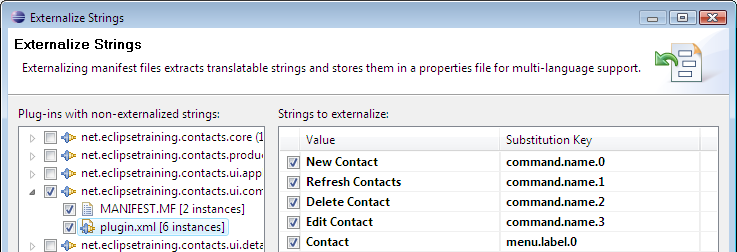 Externalize Strings
Externalize Strings
Externalizing manifest files extracts translatable strings and stores them in a properties file for multi-language support.
Plug-ins with non-externalized strings:
net.eclipsetraining.contacts.core (1
net.eclipsetraining.contacts.produc
net.eclipsetraining.contacts.ui.app
net.eclipsetraining.contacts.ui.com
MANIFEST.MF [2 instances]
plugin.xml [6 instances]
net.eclipsetraining.contacts.ui.deta
Strings to externalize:
Value Substitution Key
New Contact command.name.0
Refresh Contacts command.name.1
Delete Contact command.name.2
Edit Contact command.name.3
Contact menu.label.0